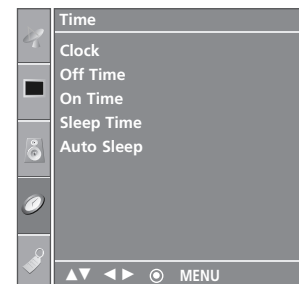 Time
Clock
Off Time
On Time
Sleep Time
Auto Sleep
▲▼ ◄► ◉ MENU